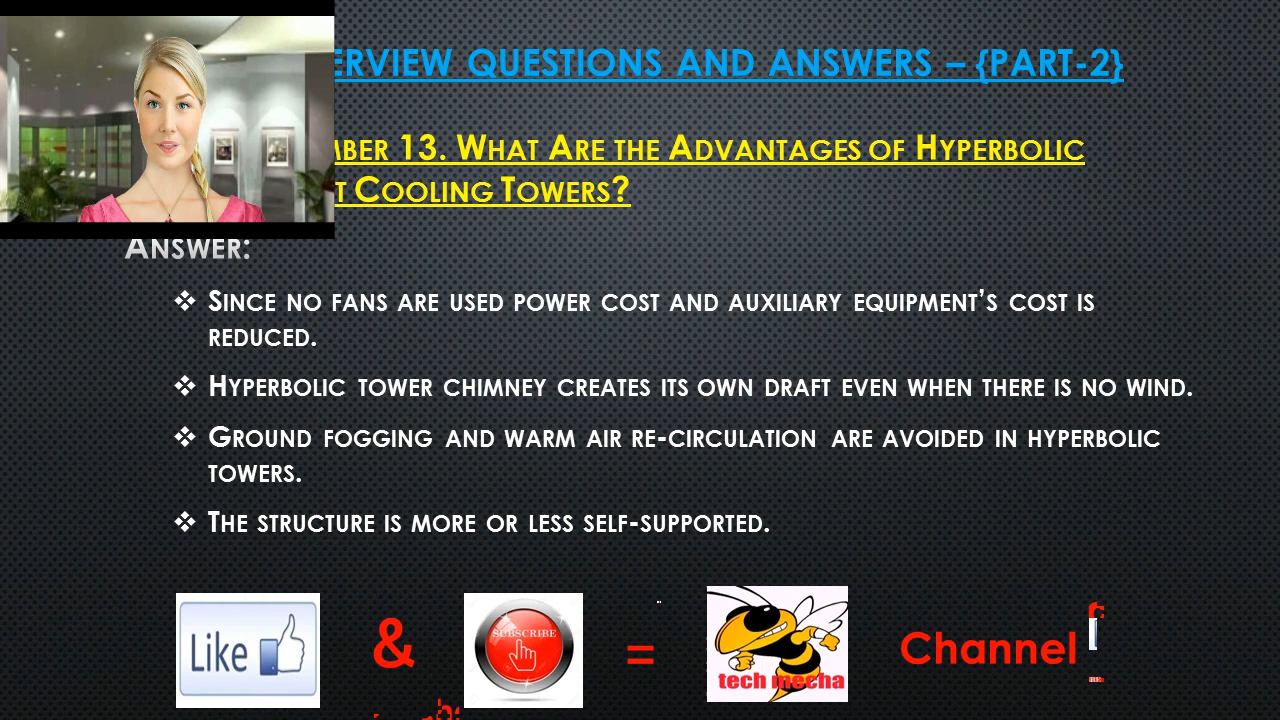 QUESTIONS AND ANSWERS – {PART-2}
13. WHAT ARE THE ADVANTAGES OF HYPERBOLIC
COOLING TOWERS?
ANSWER:
❖ SINCE NO FANS ARE USED POWER COST AND AUXILIARY EQUIPMENT'S COST IS
REDUCED.
❖ HYPERBOLIC TOWER CHIMNEY CREATES ITS OWN DRAFT EVEN WHEN THERE IS NO WIND.
❖ GROUND FOGGING AND WARM AIR RE-CIRCULATION ARE AVOIDED IN HYPERBOLIC
TOWERS.
❖ THE STRUCTURE IS MORE OR LESS SELF-SUPPORTED.
Like & SUBSCRIBE = tech mecha Channel